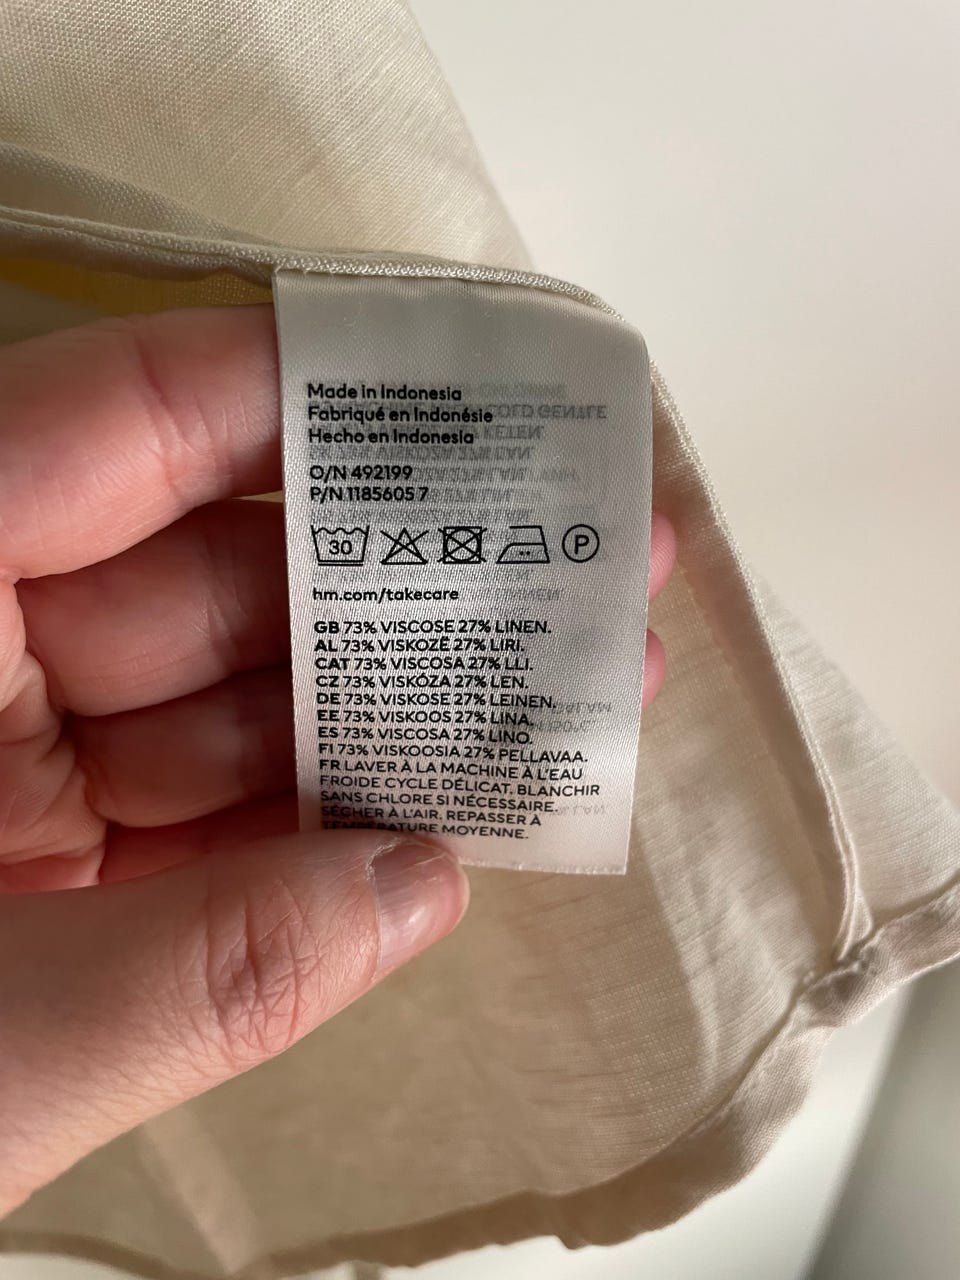 Made in Indonesia
Fabriqué en Indonésie
Hecho en Indonesia
O/N 492199
P/N 1185605 7
30 P
hm.com/takecare
GB 73% VISCOSE 27% LINEN.
AL 73% VISKOZË 27% LIRI.
CAT 73% VISCOSA 27% LLI.
CZ 73% VISKÓZA 27% LEN.
DE 73% VISKOSE 27% LEINEN.
EE 73% VISKOOS 27% LINA.
ES 73% VISCOSA 27% LINO.
FI 73% VISKOOSIA 27% PELLAVAA.
FR LAVER À LA MACHINE À L'EAU
FROIDE CYCLE DÉLICAT. BLANCHIR
SANS CHLORE SI NÉCESSAIRE.
SÉCHER À L'AIR. REPASSER À
TEMPÉRATURE MOYENNE.